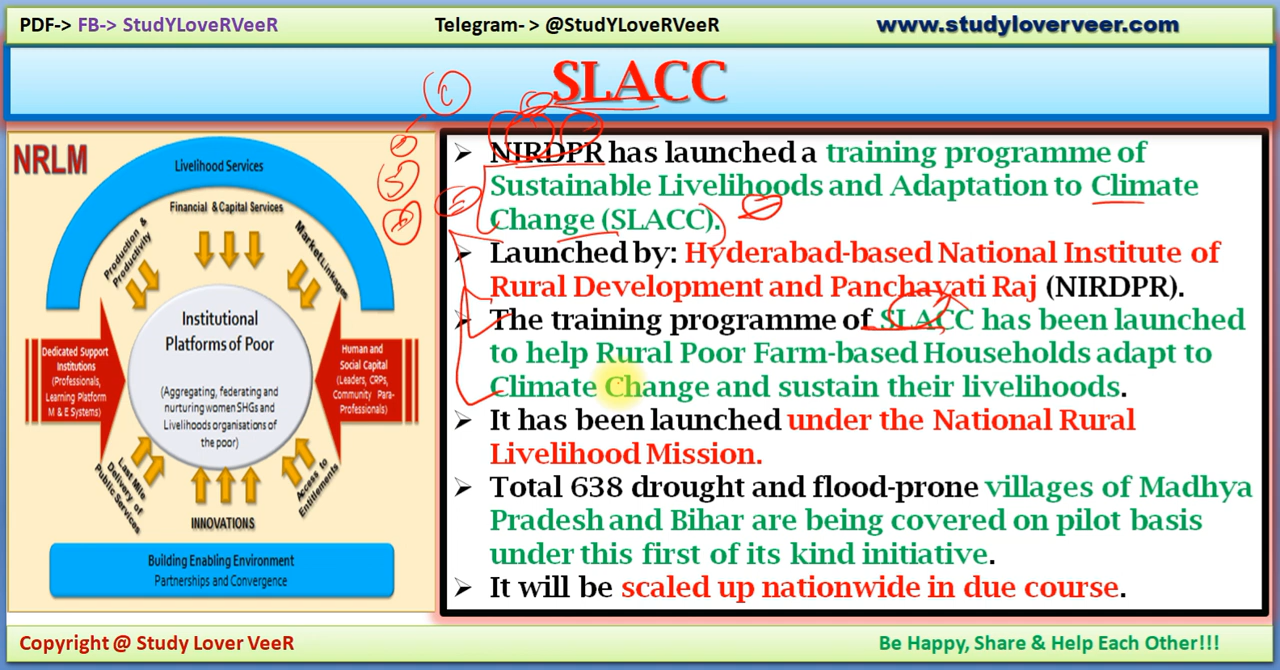 PDF-> FB-> StudYLoveRVeeR
Telegram- > @StudYLoveRVeeR
www.studyloverveer.com
SLACC
NRLM
Livelihood Services
Financial & Capital Services
Production &
Productivity
Market Linkages
Institutional
Platforms of Poor
(Aggregating, federating and
nurturing women SHGs and
Livelihoods organisations of
the poor)
Dedicated Support
Institutions
(Professionals,
Learning Platform
M & E Systems)
Human and
Social Capital
(Leaders, CRPs,
Community Para-
Professionals)
Last Mile
Delivery of
Public Services
INNOVATIONS
Access to
Entitlements
Building Enabling Environment
Partnerships and Convergence
➤ NIRDPR has launched a training programme of
Sustainable Livelihoods and Adaptation to Climate
Change (SLACC).
➤ Launched by: Hyderabad-based National Institute of
Rural Development and Panchayati Raj (NIRDPR).
➤ The training programme of SLACC has been launched
to help Rural Poor Farm-based Households adapt to
Climate Change and sustain their livelihoods.
➤ It has been launched under the National Rural
Livelihood Mission.
➤ Total 638 drought and flood-prone villages of Madhya
Pradesh and Bihar are being covered on pilot basis
under this first of its kind initiative.
➤ It will be scaled up nationwide in due course.
Copyright @ Study Lover VeeR
Be Happy, Share & Help Each Other!!!